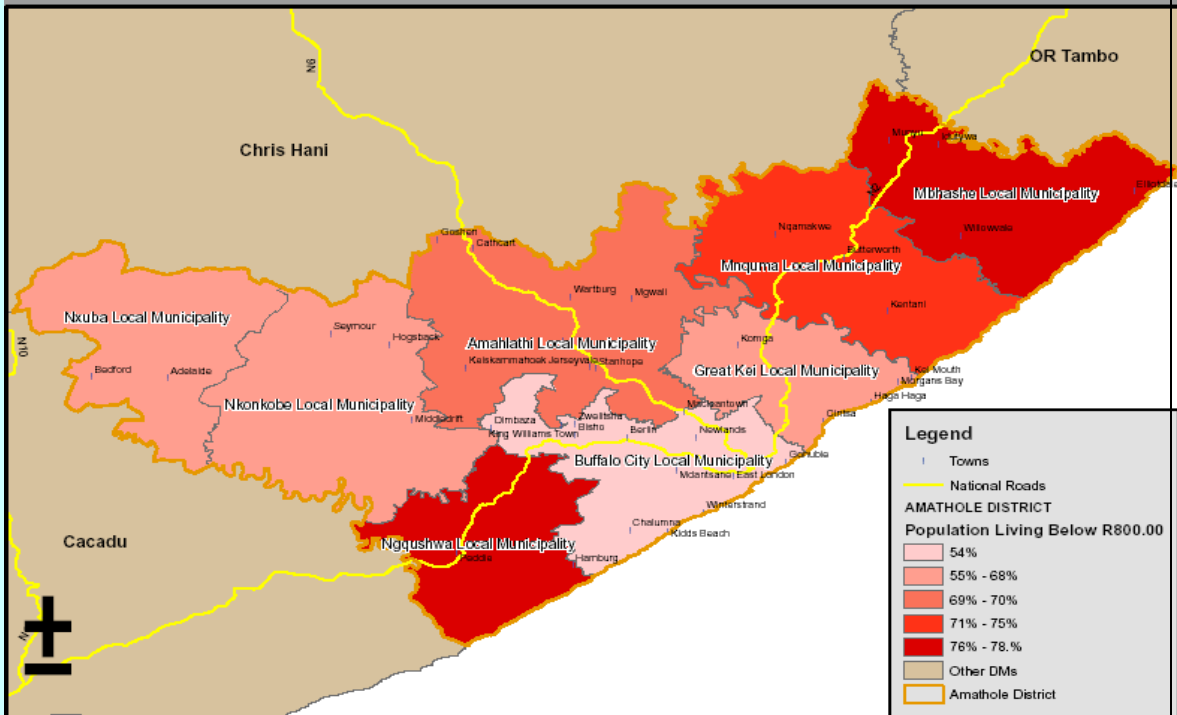 OR Tambo
N6
Chris Hani
Idutywa
Mbhashe Local Municipality
Elliotdale
Willowvale
N2
Nqamakwe
Butterworth
Mnquma Local Municipality
Kentani
Goshen
Cathcart
Wartburg
Mgwali
Nxuba Local Municipality
N10
Bedford
Adelaide
Seymour
Hogsback
Amahlathi Local Municipality
Keiskammahoek
Jerseyvale
Stanhope
Komga
Great Kei Local Municipality
Kei Mouth
Morgans Bay
Haga Haga
Cintsa
Nkonkobe Local Municipality
Middledrift
Dimbaza
King Williams Town
Zwelitsha
Bisho
Berlin
Macleantown
Newlands
Gonubie
Buffalo City Local Municipality
Mdantsane
East London
Winterstrand
Chalumna
Kidds Beach
Cacadu
Ngqushwa Local Municipality
Peddie
Hamburg
Legend
Towns
National Roads
AMATHOLE DISTRICT
Population Living Below R800.00
54%
55% - 68%
69% - 70%
71% - 75%
76% - 78.%
Other DMs
Amathole District